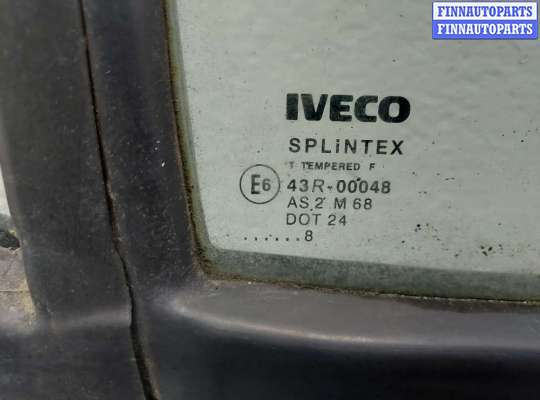 FINNAUTOPARTS
FINNAUTOPARTS
IVECO
SPLINTEX
T TEMPERED F
E6 43R-00048
AS 2 M 68
DOT 24
......8